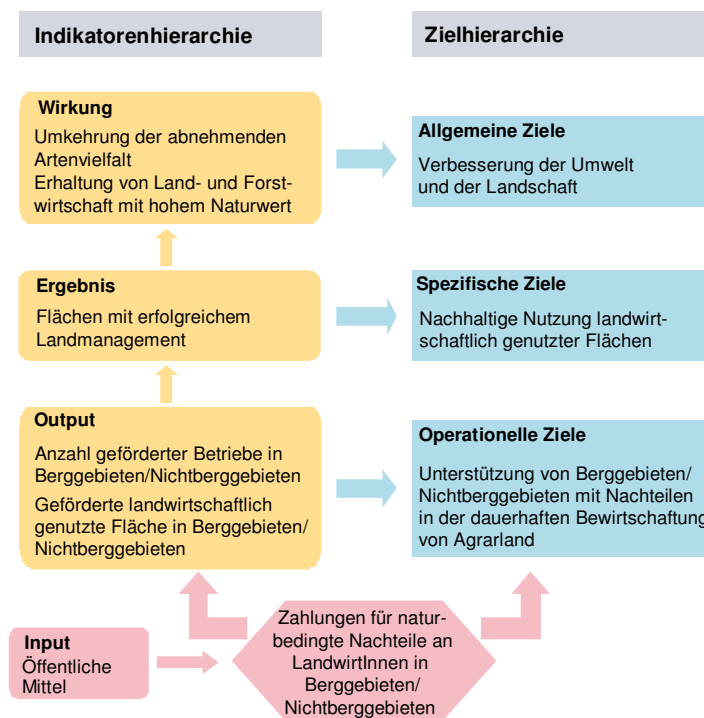 Indikatorenhierarchie
Zielhierarchie
Wirkung
Umkehrung der abnehmenden
Artenvielfalt
Erhaltung von Land- und Forst-
wirtschaft mit hohem Naturwert
Allgemeine Ziele
Verbesserung der Umwelt
und der Landschaft
Ergebnis
Flächen mit erfolgreichem
Landmanagement
Spezifische Ziele
Nachhaltige Nutzung landwirt-
schaftlich genutzter Flächen
Output
Anzahl geförderter Betriebe in
Berggebieten/Nichtberggebieten
Geförderte landwirtschaftlich
genutzte Fläche in Berggebieten/
Nichtberggebieten
Operationelle Ziele
Unterstützung von Berggebieten/
Nichtberggebieten mit Nachteilen
in der dauerhaften Bewirtschaftung
von Agrarland
Input
Öffentliche
Mittel
Zahlungen für natur-
bedingte Nachteile an
LandwirtInnen in
Berggebieten/
Nichtberggebieten